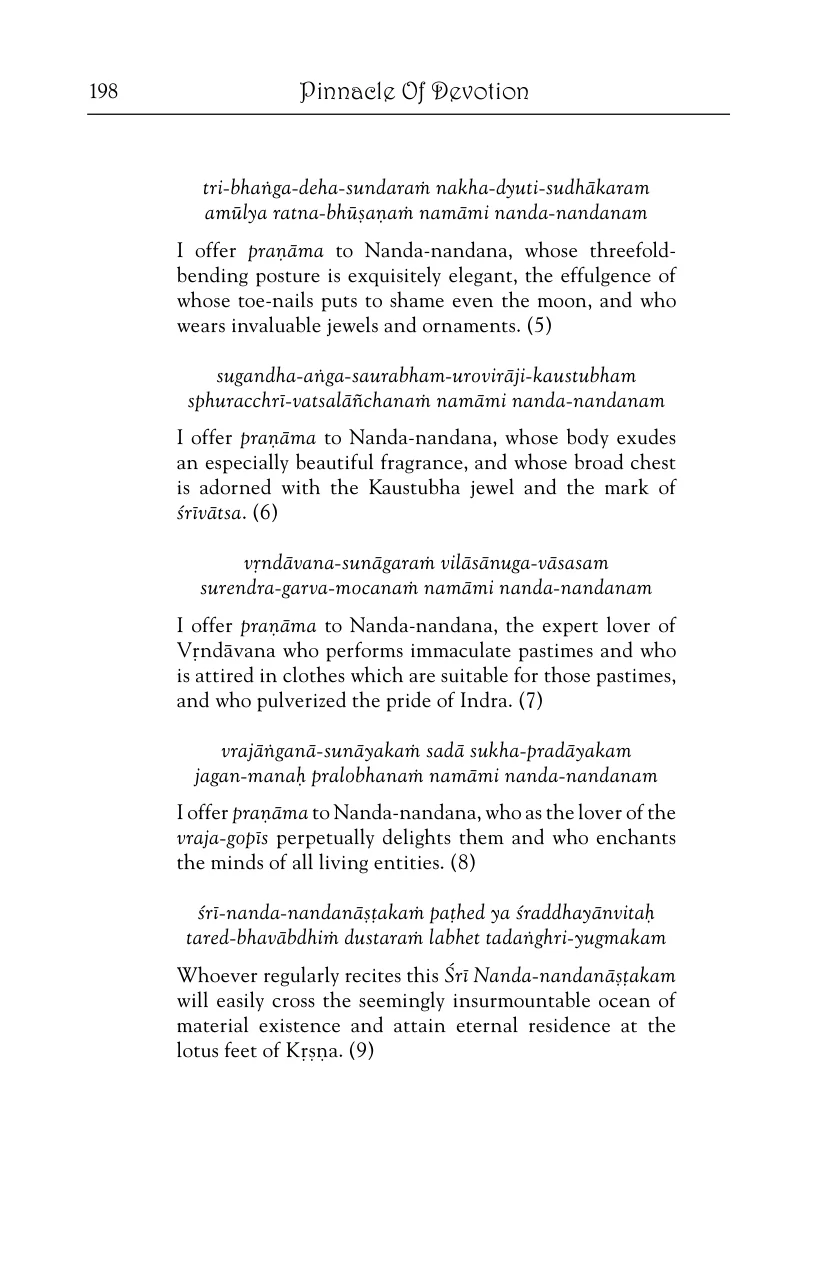 198
Pinnacle Of Devotion
tri-bhaṅga-deha-sundaraṁ nakha-dyuti-sudhākaram
amūlya ratna-bhūṣaṇaṁ namāmi nanda-nandanam
I offer praṇāma to Nanda-nandana, whose threefold-
bending posture is exquisitely elegant, the effulgence of
whose toe-nails puts to shame even the moon, and who
wears invaluable jewels and ornaments. (5)
sugandha-aṅga-saurabham-urovirāji-kaustubham
sphuracchrī-vatsalāñchanaṁ namāmi nanda-nandanam
I offer praṇāma to Nanda-nandana, whose body exudes
an especially beautiful fragrance, and whose broad chest
is adorned with the Kaustubha jewel and the mark of
śrīvātsa. (6)
vṛndāvana-sunāgaraṁ vilāsānuga-vāsasam
surendra-garva-mocanaṁ namāmi nanda-nandanam
I offer praṇāma to Nanda-nandana, the expert lover of
Vṛndāvana who performs immaculate pastimes and who
is attired in clothes which are suitable for those pastimes,
and who pulverized the pride of Indra. (7)
vrajāṅganā-sunāyakaṁ sadā sukha-pradāyakam
jagan-manaḥ pralobhanaṁ namāmi nanda-nandanam
I offer praṇāma to Nanda-nandana, who as the lover of the
vraja-gopīs perpetually delights them and who enchants
the minds of all living entities. (8)
śrī-nanda-nandanāṣṭakaṁ paṭhed ya śraddhayānvitaḥ
tared-bhavābdhiṁ dustaraṁ labhet tadaṅghri-yugmakam
Whoever regularly recites this Śrī Nanda-nandanāṣṭakam
will easily cross the seemingly insurmountable ocean of
material existence and attain eternal residence at the
lotus feet of Kṛṣṇa. (9)